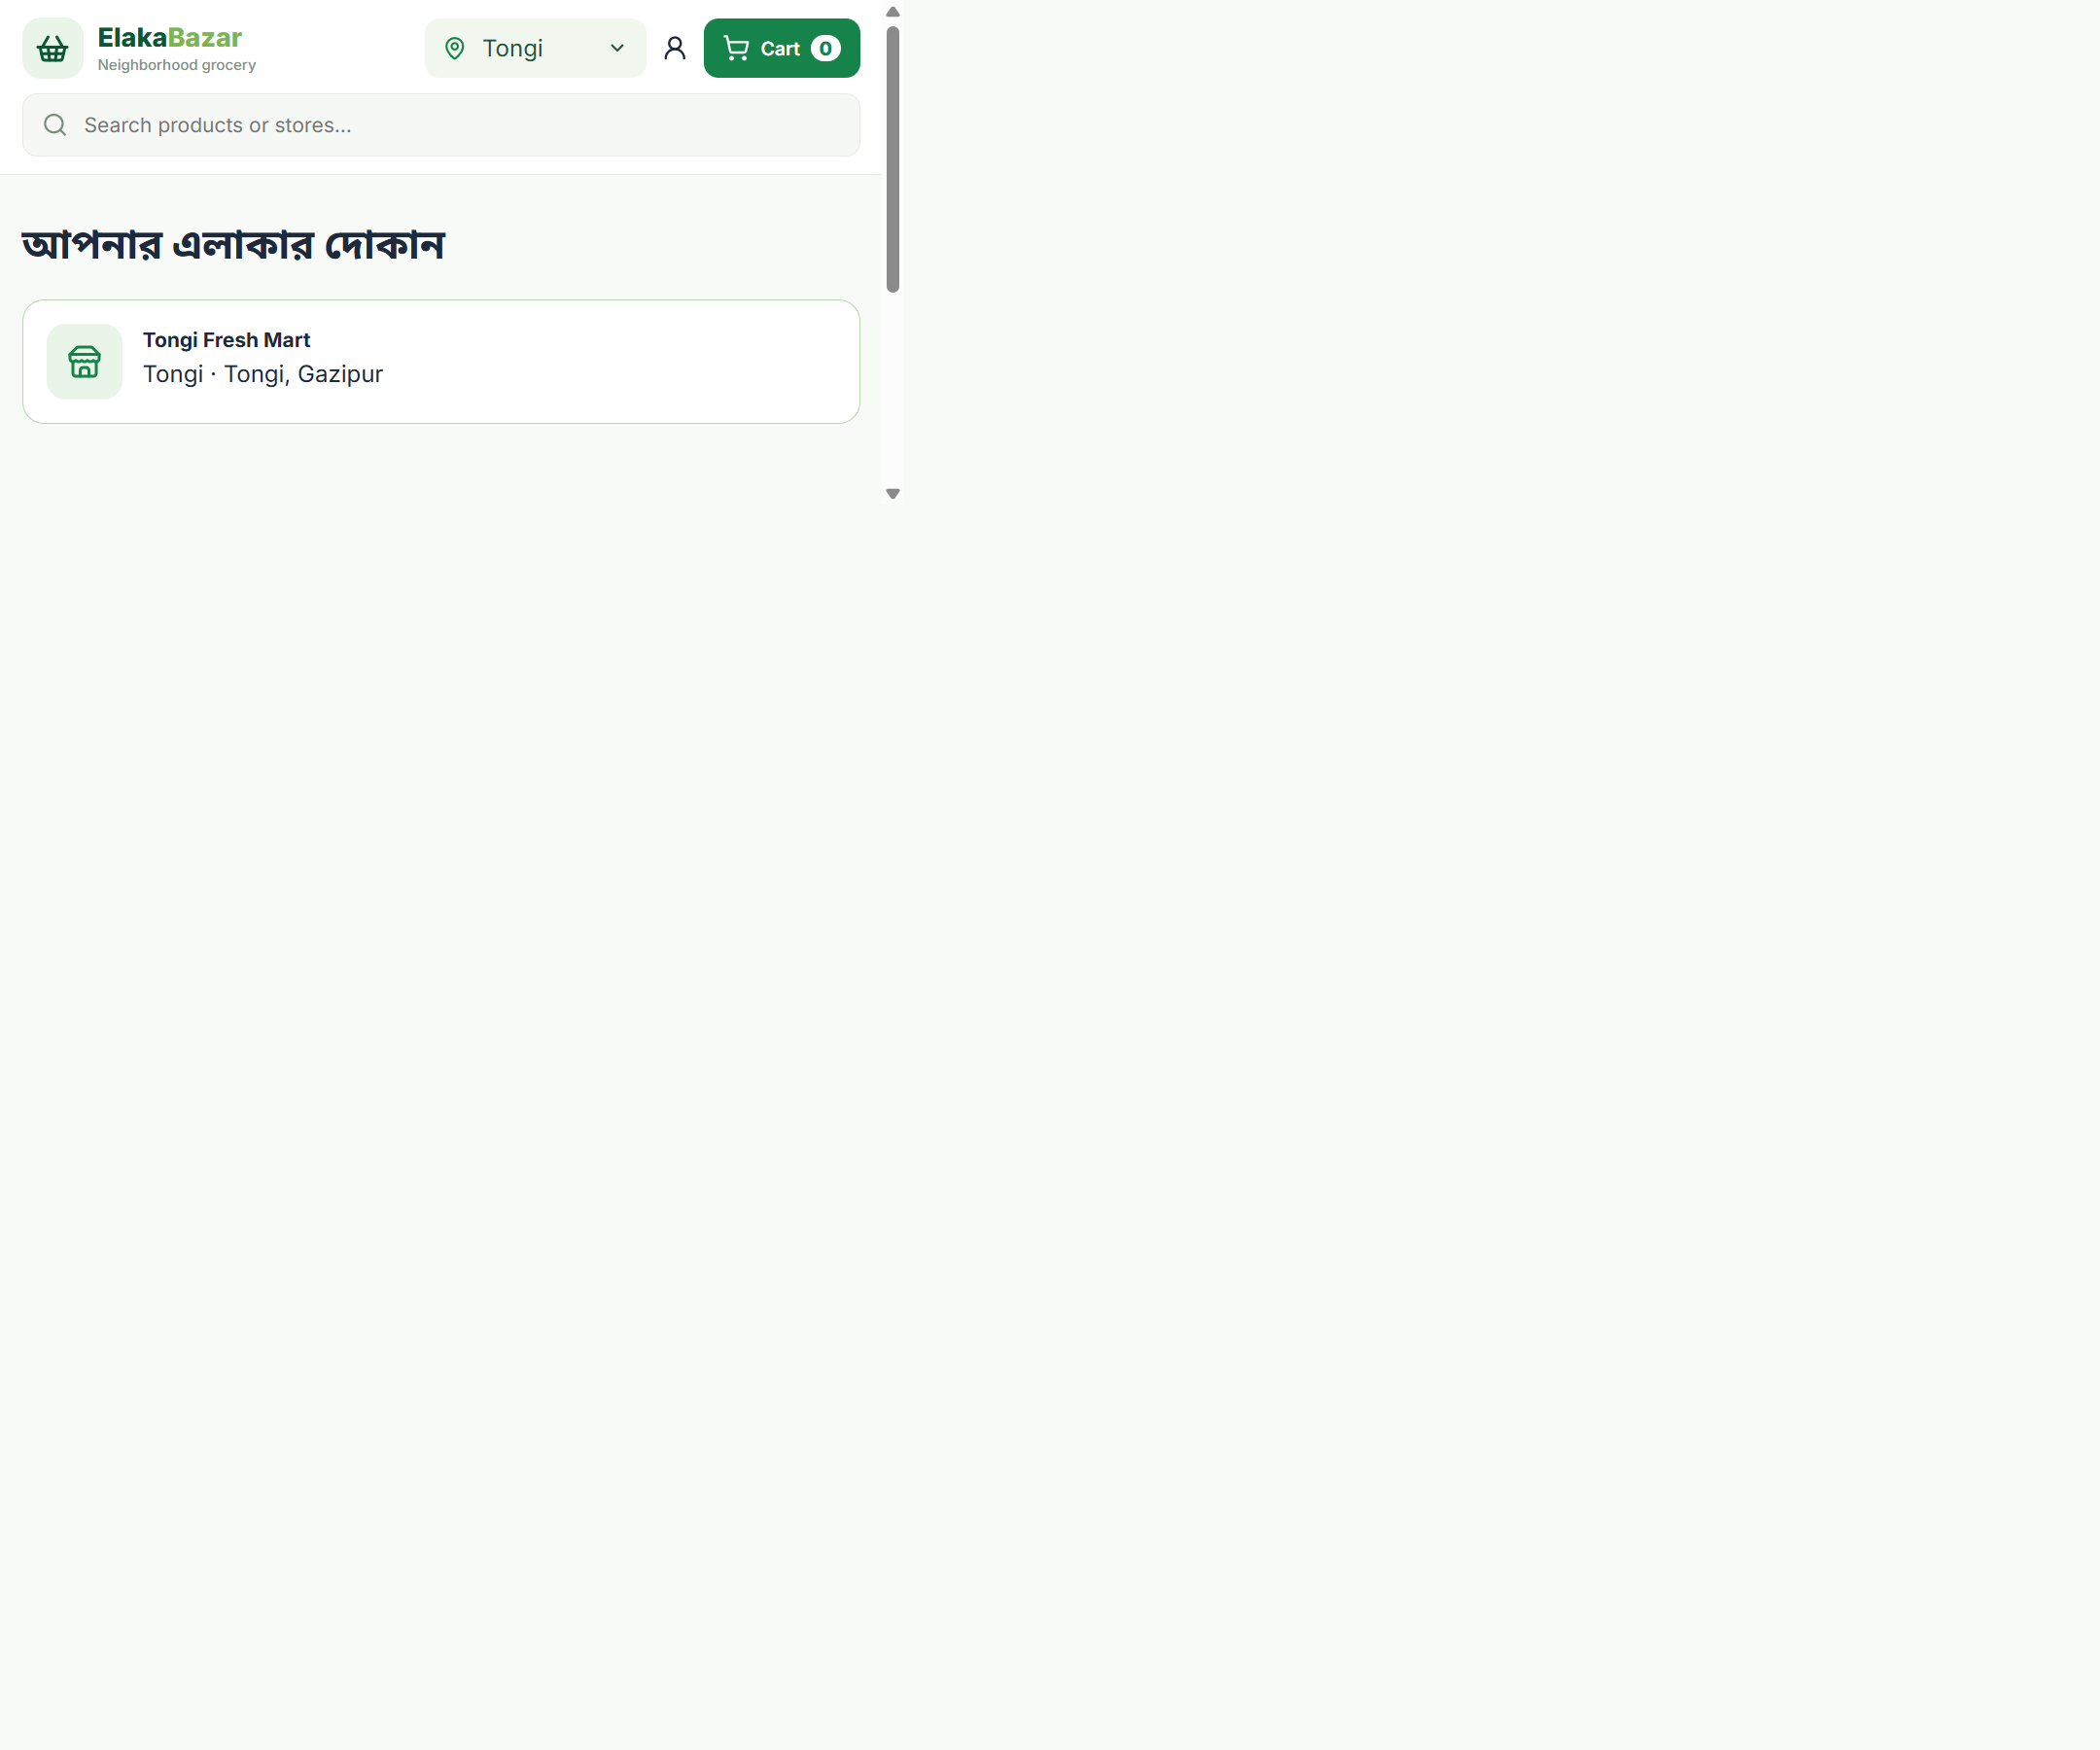 ElakaBazar
Neighborhood grocery
Tongi
Cart 0
Search products or stores...
আপনার এলাকার দোকান
Tongi Fresh Mart
Tongi · Tongi, Gazipur